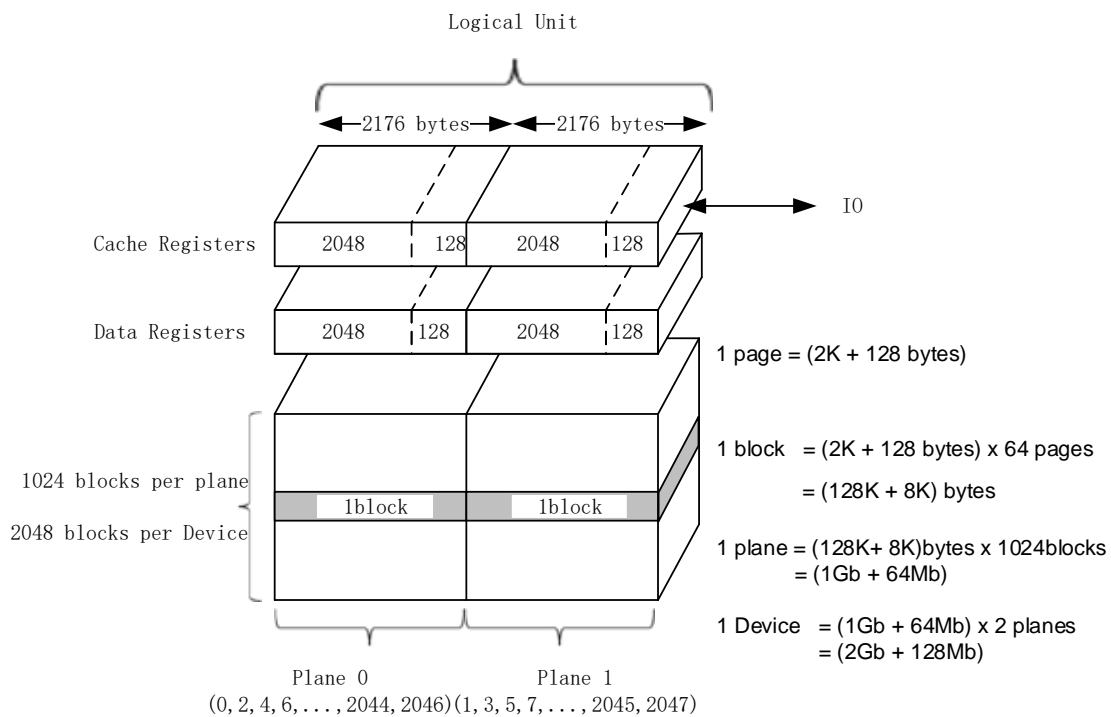 Logical Unit
2176 bytes 2176 bytes
IO
Cache Registers 2048 128 2048 128
Data Registers 2048 128 2048 128
1 page = (2K + 128 bytes)
1 block = (2K + 128 bytes) x 64 pages
= (128K + 8K) bytes
1024 blocks per plane
1block 1block
2048 blocks per Device
1 plane = (128K+ 8K)bytes x 1024blocks
= (1Gb + 64Mb)
1 Device = (1Gb + 64Mb) x 2 planes
= (2Gb + 128Mb)
Plane 0 Plane 1
(0,2,4,6,...,2044,2046) (1,3,5,7,...,2045,2047)